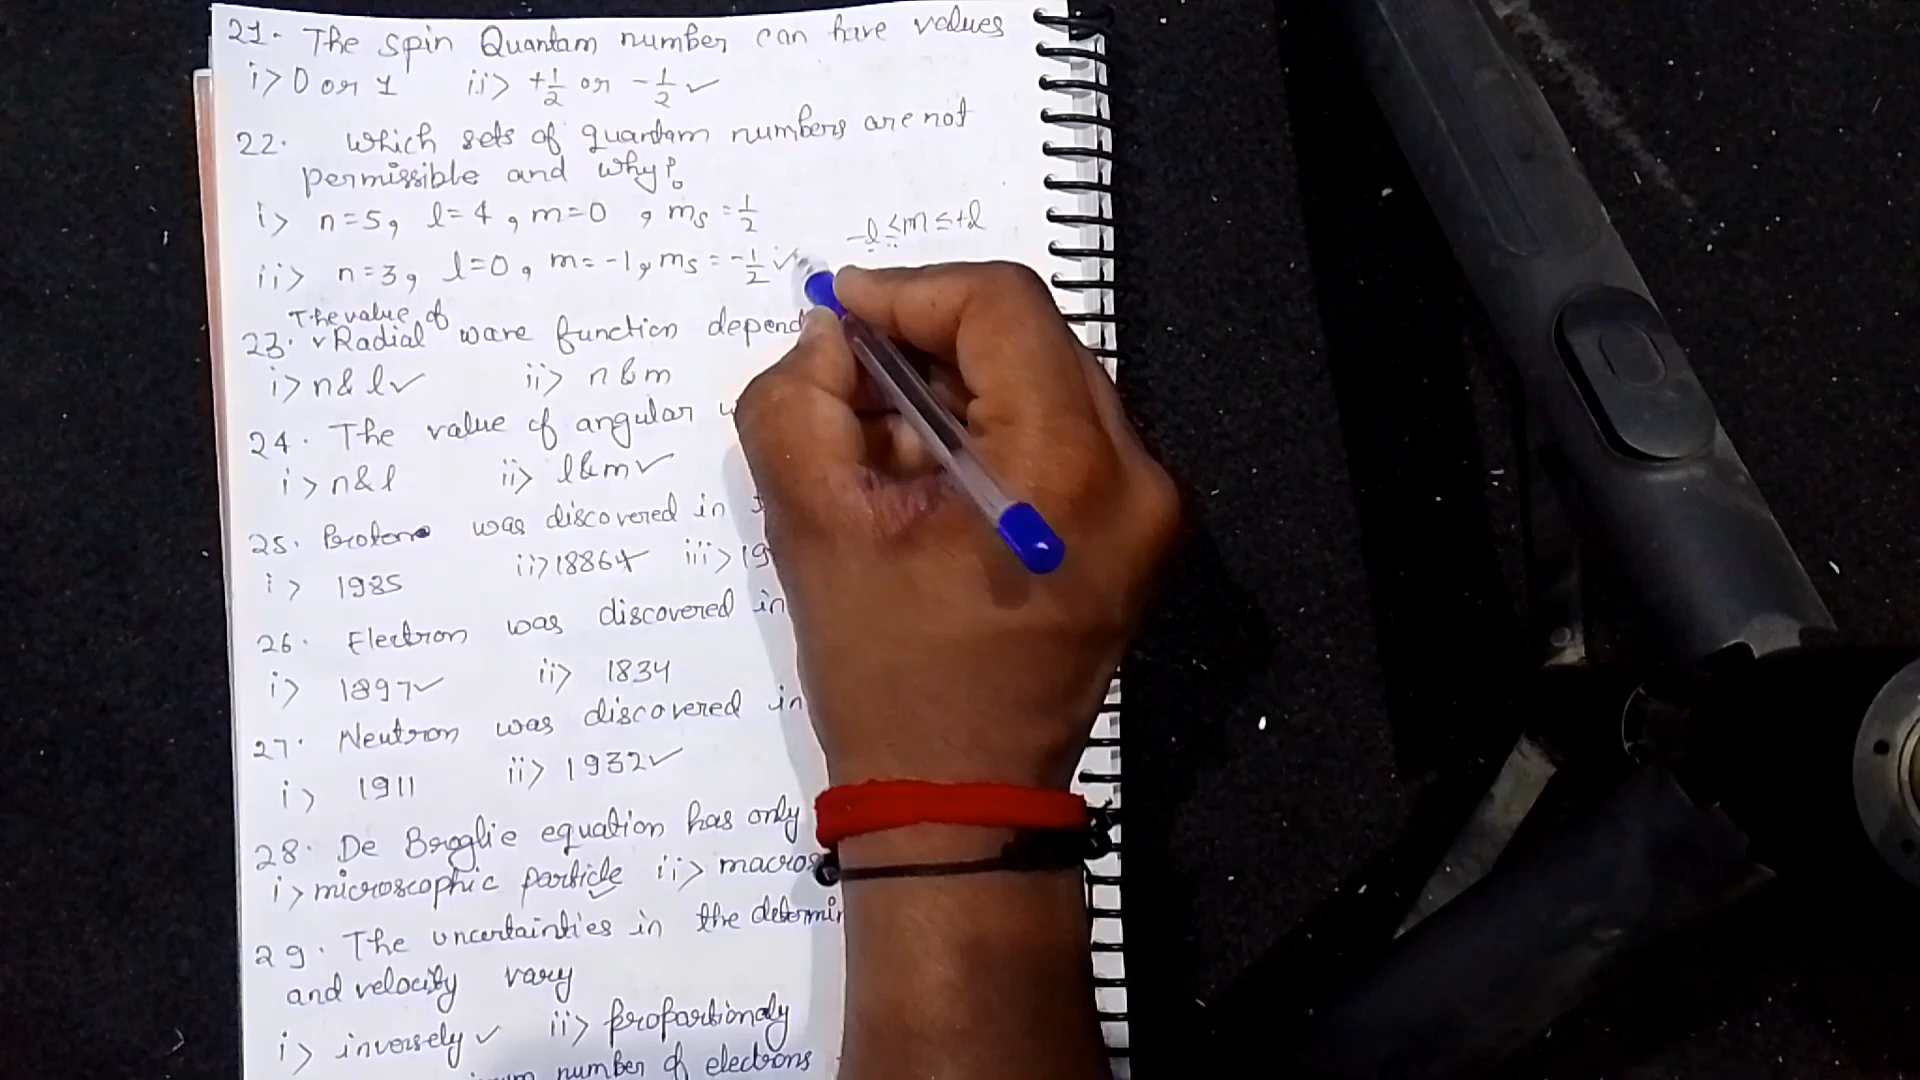 21. The spin Quantam number can have values
i> 0 or 1 ii> +1/2 or -1/2 ✓
22. which sets of quantam numbers are not
permissible and why?
i> n=5, l=4, m=0, ms = 1/2
-l ≤ m ≤ +l
ii> n=3, l=0, m=-1, ms = -1/2 ✓
The value of
23. Radial wave function depend
i> n & l ✓ ii> n & m
24. The value of angular
i> n & l ii> l & m ✓
25. Proton was discovered in
i> 1985 ii> 1886 ✓ iii> 19
26. Electron was discovered in
i> 1897 ✓ ii> 1834
27. Neutron was discovered in
i> 1911 ii> 1932 ✓
28. De Broglie equation has only
i> microscophic particle ✓ ii> macros
29. The uncertainties in the determin
and velocity vary
i> inversely ✓ ii> propartionaly
number of electrons